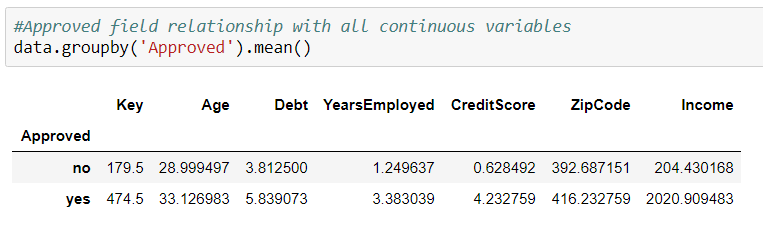 #Approved field relationship with all continuous variables
data.groupby('Approved').mean()
Key Age Debt YearsEmployed CreditScore ZipCode Income
Approved
no 179.5 28.999497 3.812500 1.249637 0.628492 392.687151 204.430168
yes 474.5 33.126983 5.839073 3.383039 4.232759 416.232759 2020.909483